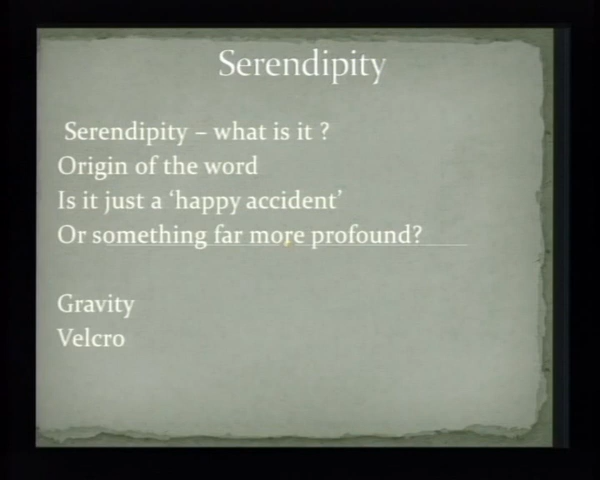 Serendipity
Serendipity – what is it ?
Origin of the word
Is it just a ‘happy accident’
Or something far more profound?
Gravity
Velcro